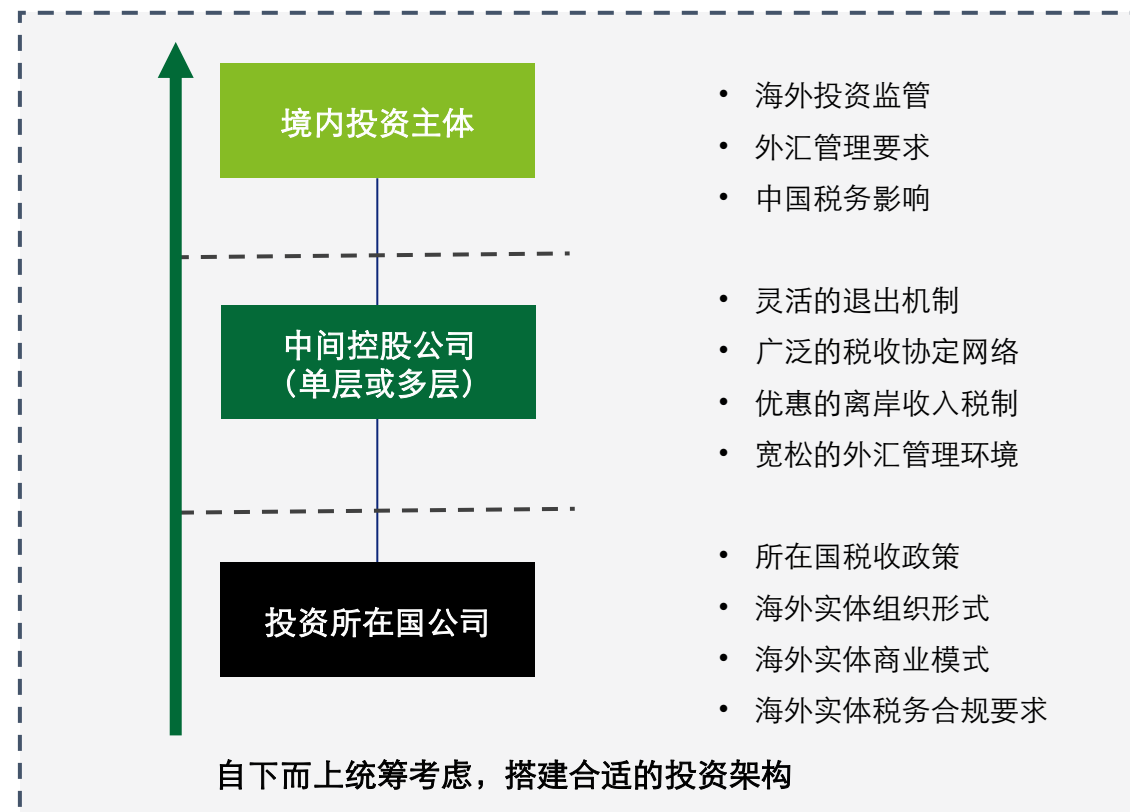 境内投资主体
• 海外投资监管
• 外汇管理要求
• 中国税务影响
中间控股公司
（单层或多层）
• 灵活的退出机制
• 广泛的税收协定网络
• 优惠的离岸收入税制
• 宽松的外汇管理环境
投资所在国公司
• 所在国税收政策
• 海外实体组织形式
• 海外实体商业模式
• 海外实体税务合规要求
自下而上统筹考虑，搭建合适的投资架构